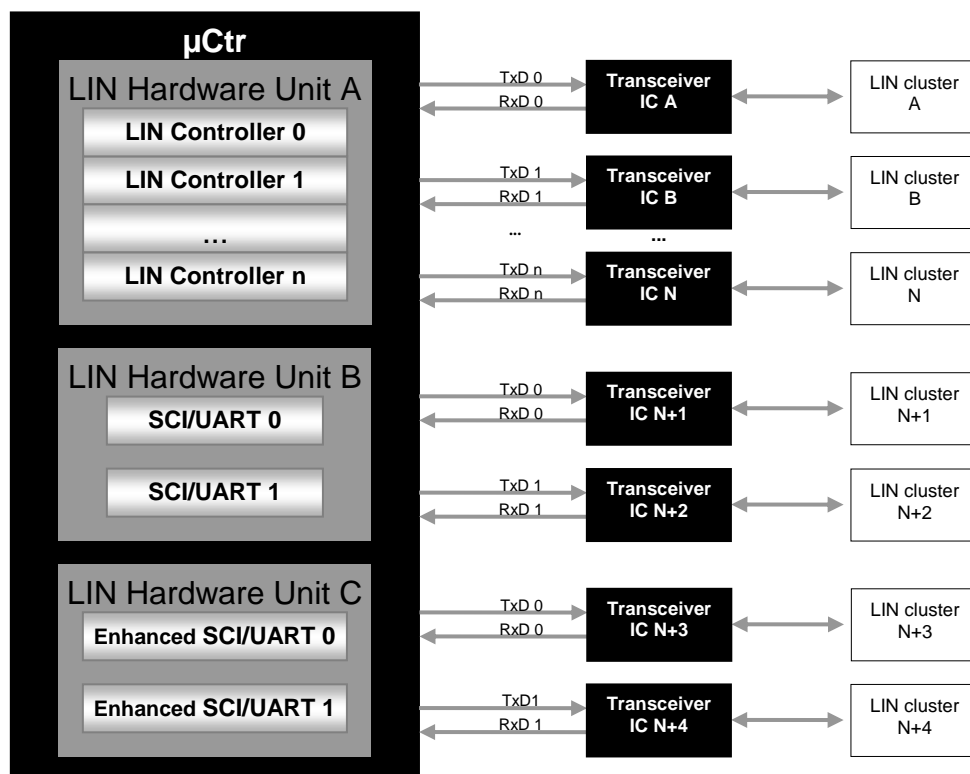 µCtr
LIN Hardware Unit A
LIN Controller 0
LIN Controller 1
...
LIN Controller n
TxD 0
RxD 0
Transceiver
IC A
LIN cluster
A
TxD 1
RxD 1
Transceiver
IC B
LIN cluster
B
...
...
TxD n
RxD n
Transceiver
IC N
LIN cluster
N
LIN Hardware Unit B
SCI/UART 0
SCI/UART 1
TxD 0
RxD 0
Transceiver
IC N+1
LIN cluster
N+1
TxD 1
RxD 1
Transceiver
IC N+2
LIN cluster
N+2
LIN Hardware Unit C
Enhanced SCI/UART 0
Enhanced SCI/UART 1
TxD 0
RxD 0
Transceiver
IC N+3
LIN cluster
N+3
TxD1
RxD 1
Transceiver
IC N+4
LIN cluster
N+4